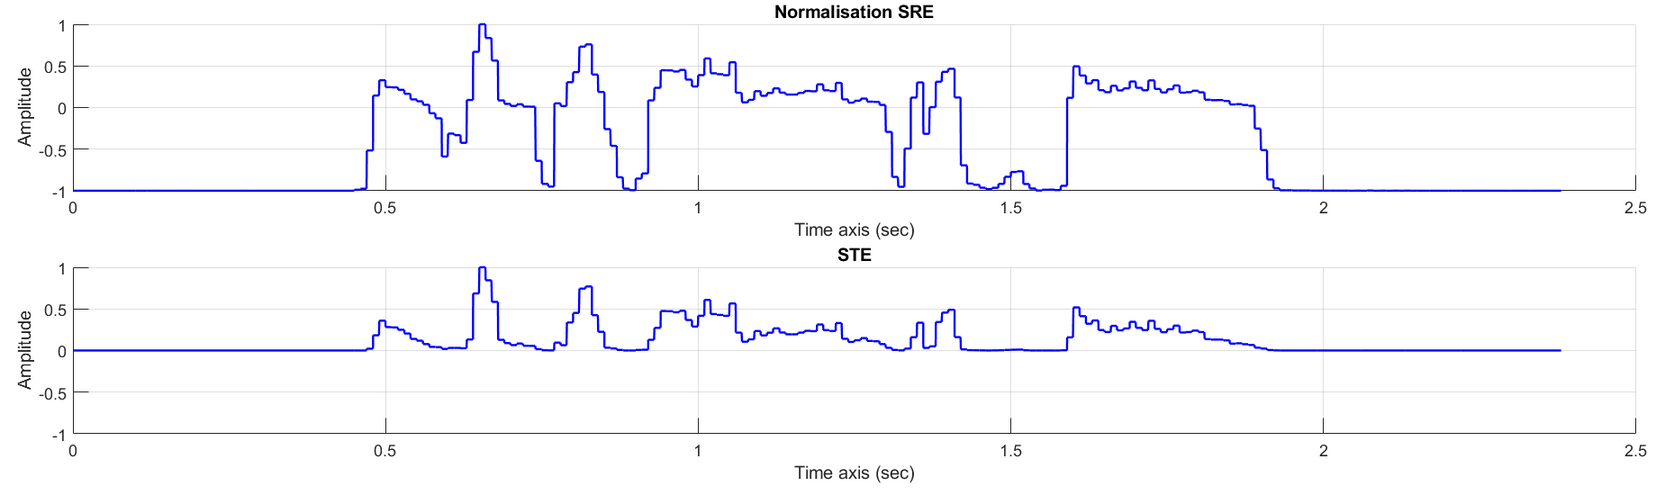 Normalisation SRE
1
0.5
0
-0.5
-1
Amplitude
0 0.5 1 1.5 2 2.5
Time axis (sec)
STE
1
0.5
0
-0.5
-1
Amplitude
0 0.5 1 1.5 2 2.5
Time axis (sec)